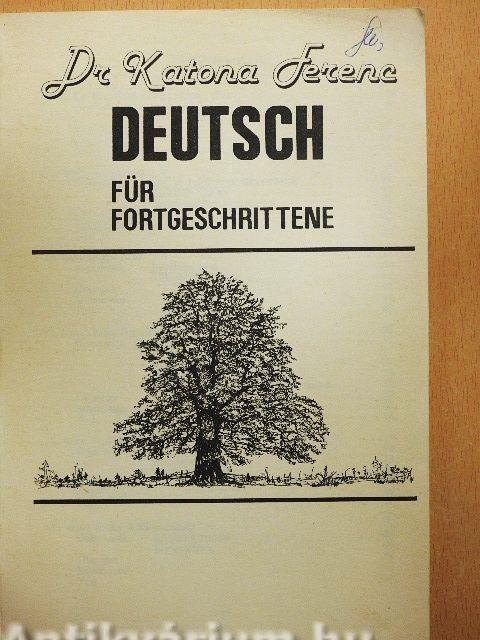 Dr Katona Ferenc
DEUTSCH
FÜR
FORTGESCHRITTENE
Antikvárium.hu